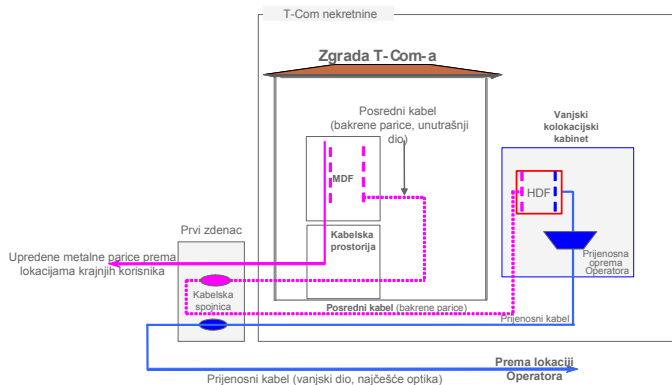 T-Com nekretnine
Zgrada T-Com-a
Posredni kabel
(bakrene parice, unutrašnji
dio)
Vanjski
kolokacijski
kabinet
MDF
HDF
Prvi zdenac
Kabelska
prostorija
Upredene metalne parice prema
lokacijama krajnjih korisnika
Prijenosna
oprema
Operatora
Kabelska
spojnica
Posredni kabel (bakrene parice)
Prijenosni kabel
Prema lokaciji
Operatora
Prijenosni kabel (vanjski dio, najčešće optika)